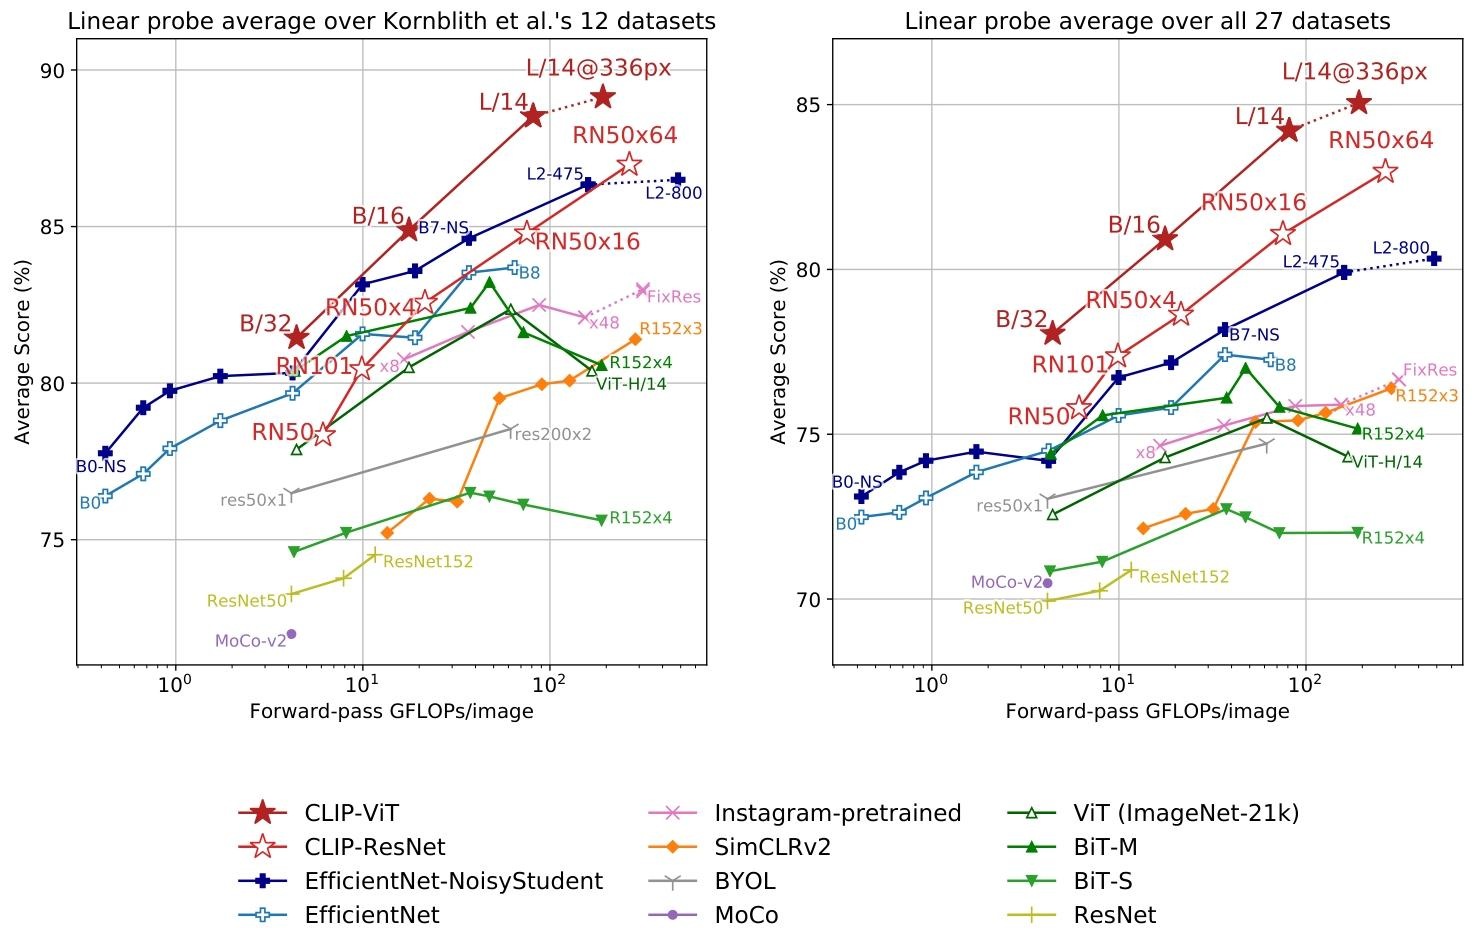 Linear probe average over Kornblith et al.'s 12 datasets
Average Score (%)
90
85
80
75
L/14@336px
L/14
RN50x64
L2-475
L2-800
B/16
B7-NS
RN50x16
B8
RN50x4
FixRes
B/32
x48
R152x3
RN101
x8
R152x4
ViT-H/14
RN50
res200x2
B0-NS
B0
res50x1
R152x4
ResNet152
ResNet50
MoCo-v2
10^0
10^1
10^2
Forward-pass GFLOPs/image
Linear probe average over all 27 datasets
Average Score (%)
85
80
75
70
L/14@336px
L/14
RN50x64
RN50x16
B/16
L2-800
L2-475
RN50x4
B/32
B7-NS
RN101
B8
FixRes
R152x3
RN50
x48
R152x4
x8
ViT-H/14
B0-NS
res50x1
B0
R152x4
MoCo-v2
ResNet152
ResNet50
10^0
10^1
10^2
Forward-pass GFLOPs/image
CLIP-ViT
CLIP-ResNet
EfficientNet-NoisyStudent
EfficientNet
Instagram-pretrained
SimCLRv2
BYOL
MoCo
ViT (ImageNet-21k)
BiT-M
BiT-S
ResNet